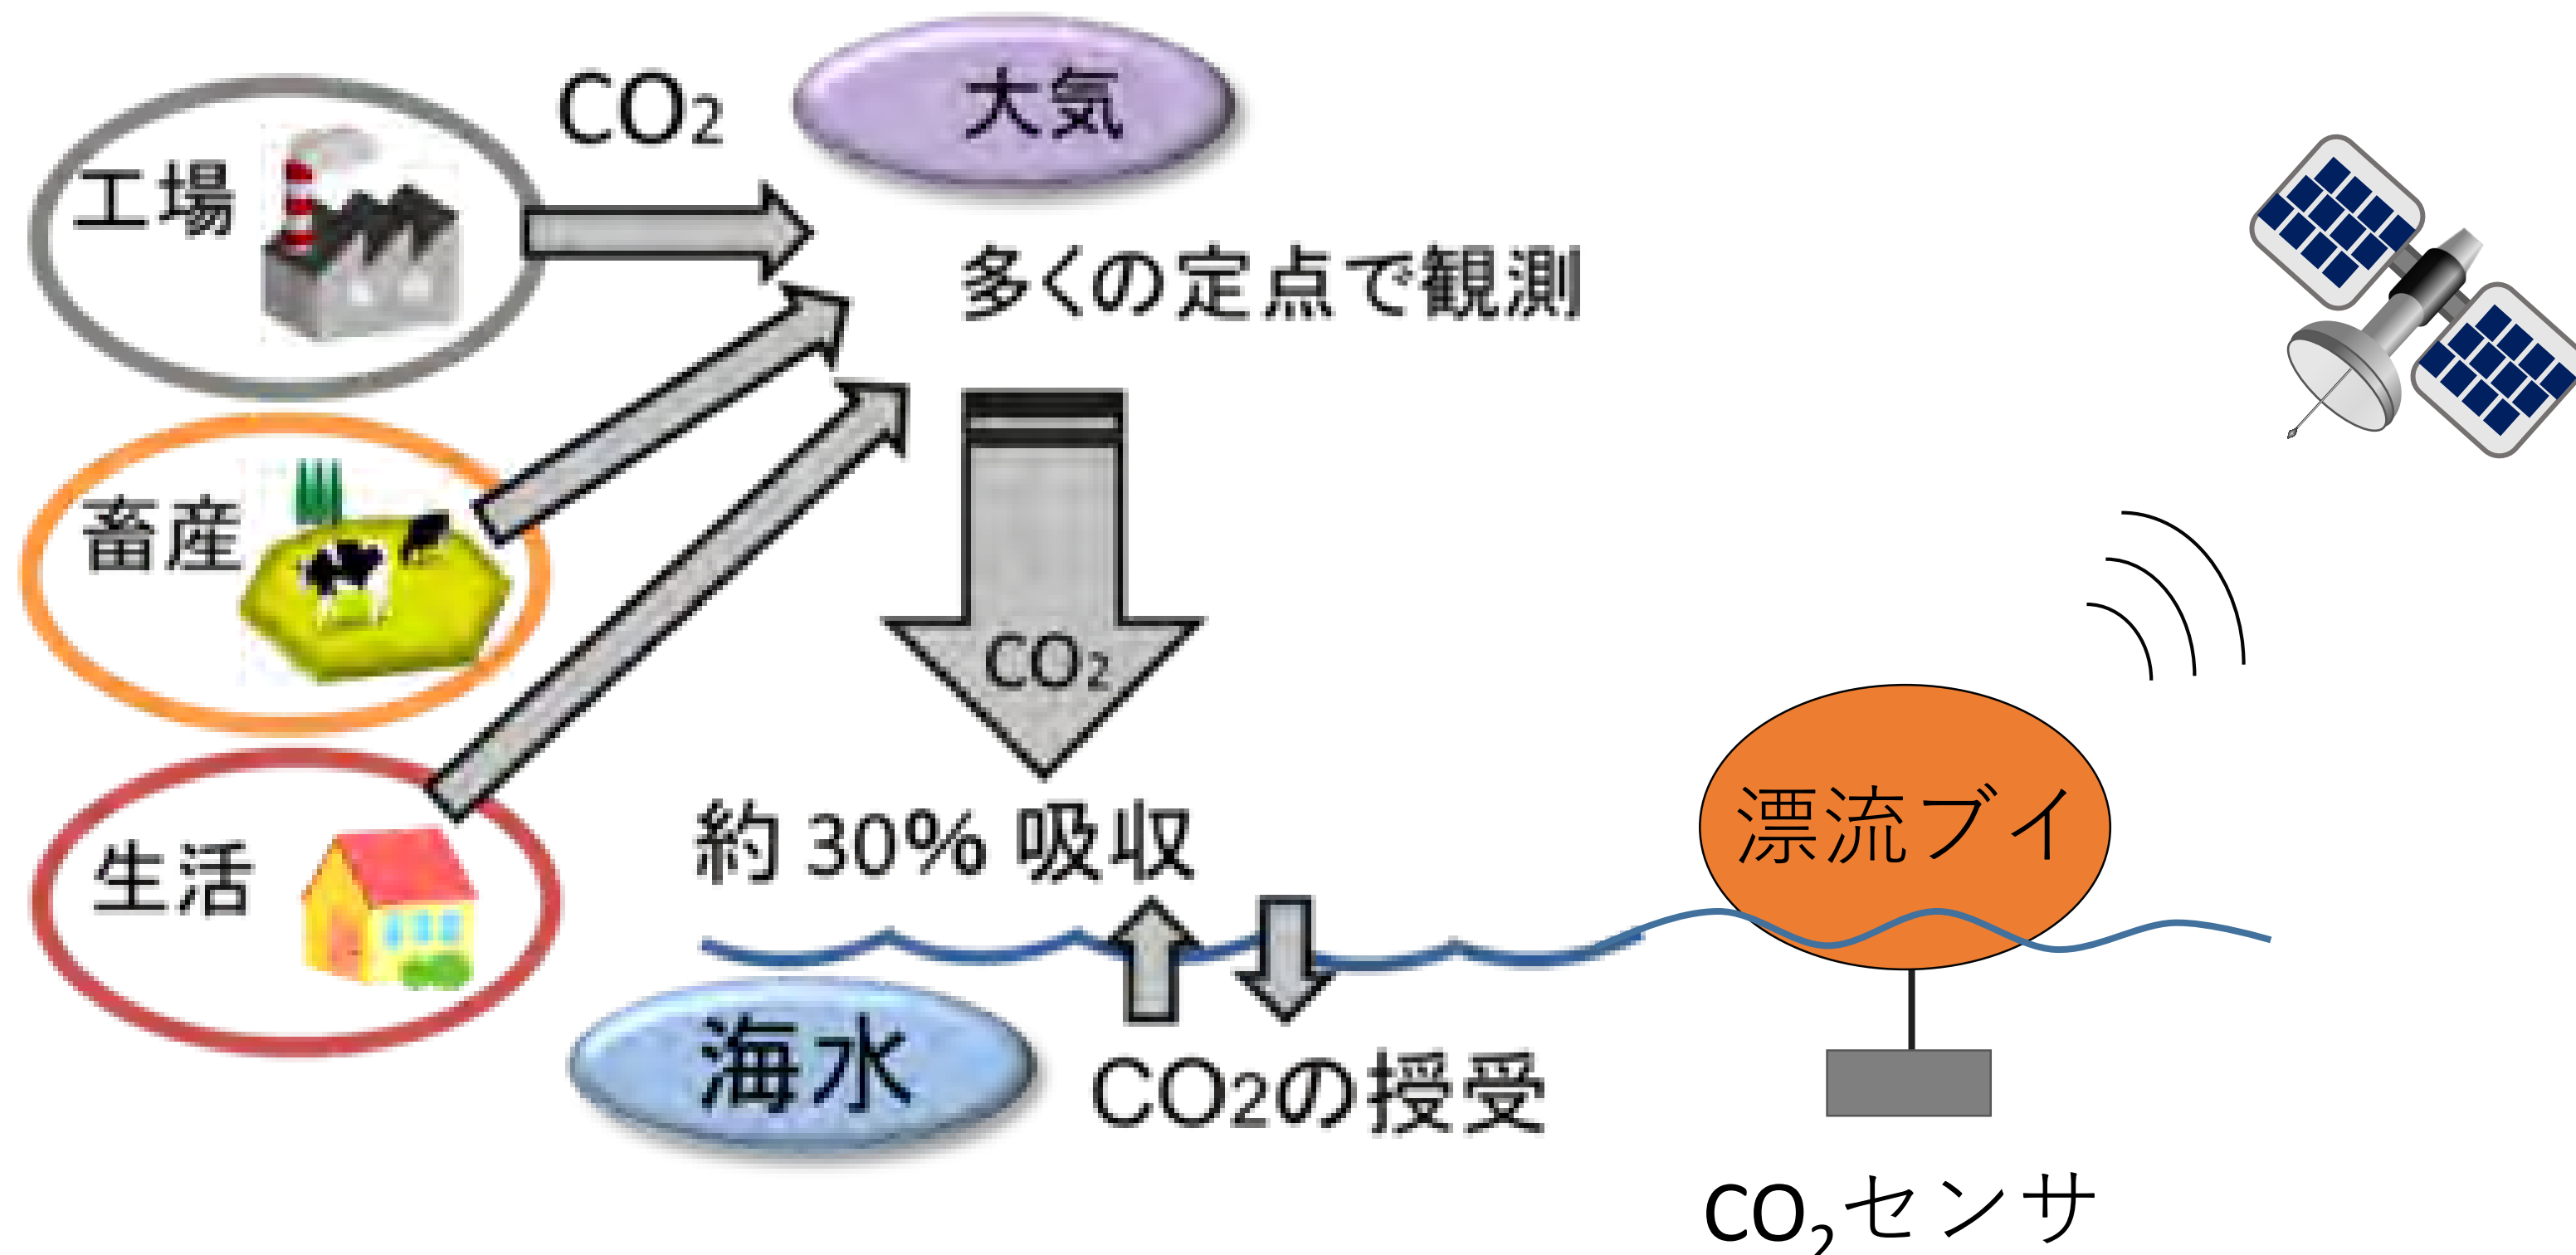 工場
CO2
大気
多くの定点で観測
畜産
CO2
生活
約 30% 吸収
漂流ブイ
海水
CO2の授受
CO2センサ